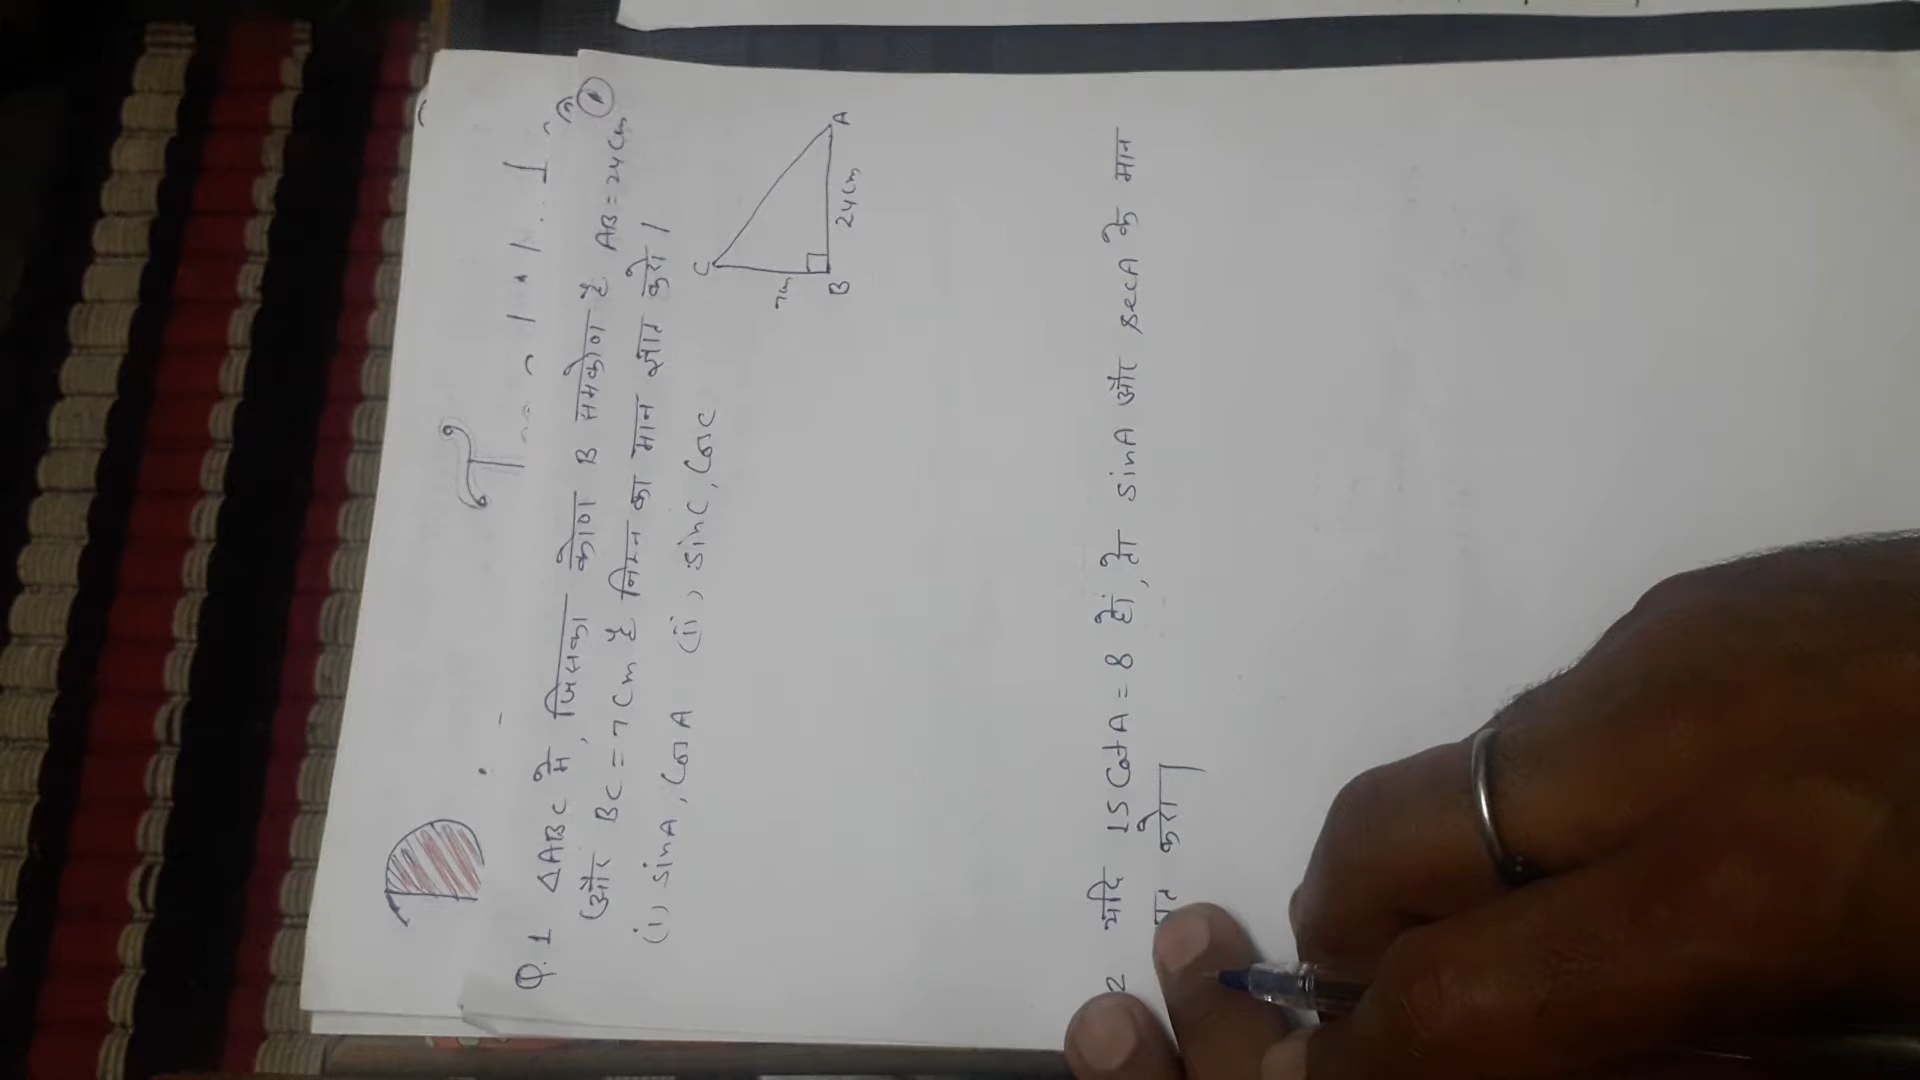 ①
Q.1 ΔABC में, जिसका कोण B समकोण है AB = 24 Cm
और BC = 7 Cm है निम्न का मान ज्ञात करो।
(i) sinA, CosA (ii) sinC, CosC
C
A
B
7cm
24Cm
2 यदि 15 CotA = 8 हो, तो sinA और secA के मान
करो।